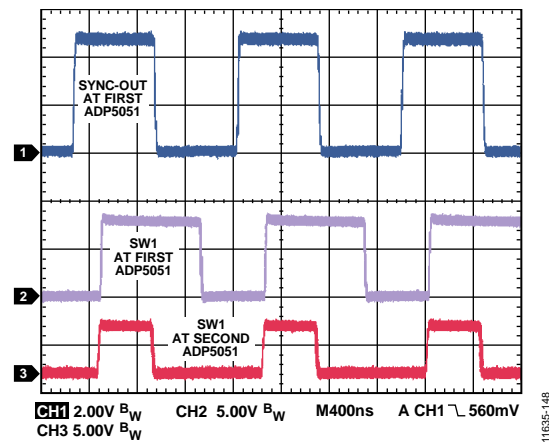 SYNC-OUT
AT FIRST
ADP5051
1
SW1
AT FIRST
ADP5051
2
SW1
AT SECOND
ADP5051
3
CH1 2.00V BW CH2 5.00V BW M400ns A CH1 560mV
CH3 5.00V BW
11635-148